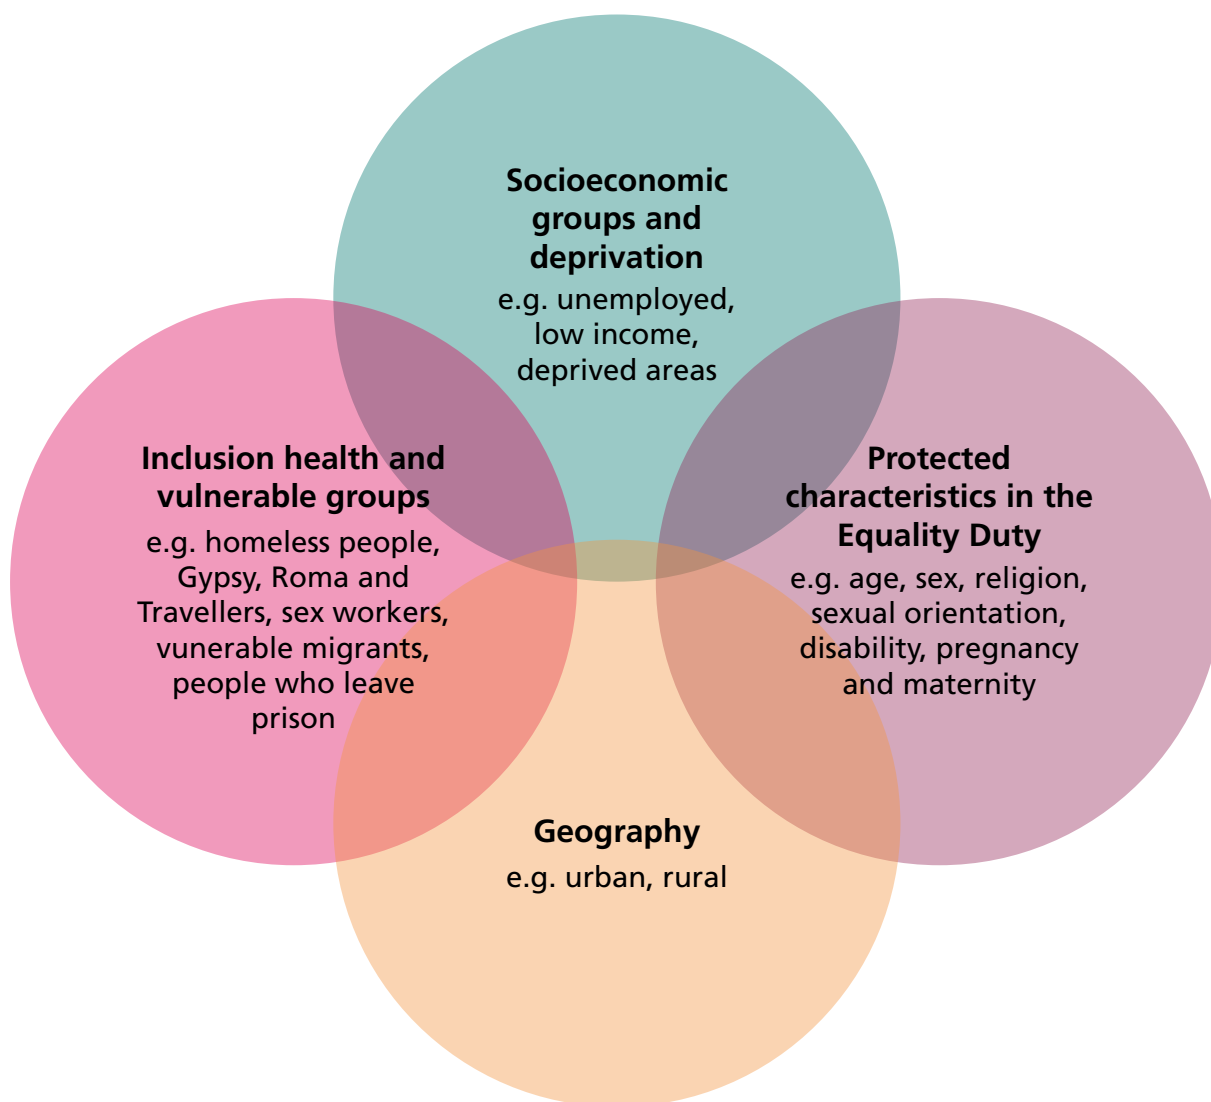 Socioeconomic
groups and
deprivation
e.g. unemployed,
low income,
deprived areas
Inclusion health and
vulnerable groups
e.g. homeless people,
Gypsy, Roma and
Travellers, sex workers,
vunerable migrants,
people who leave
prison
Protected
characteristics in the
Equality Duty
e.g. age, sex, religion,
sexual orientation,
disability, pregnancy
and maternity
Geography
e.g. urban, rural